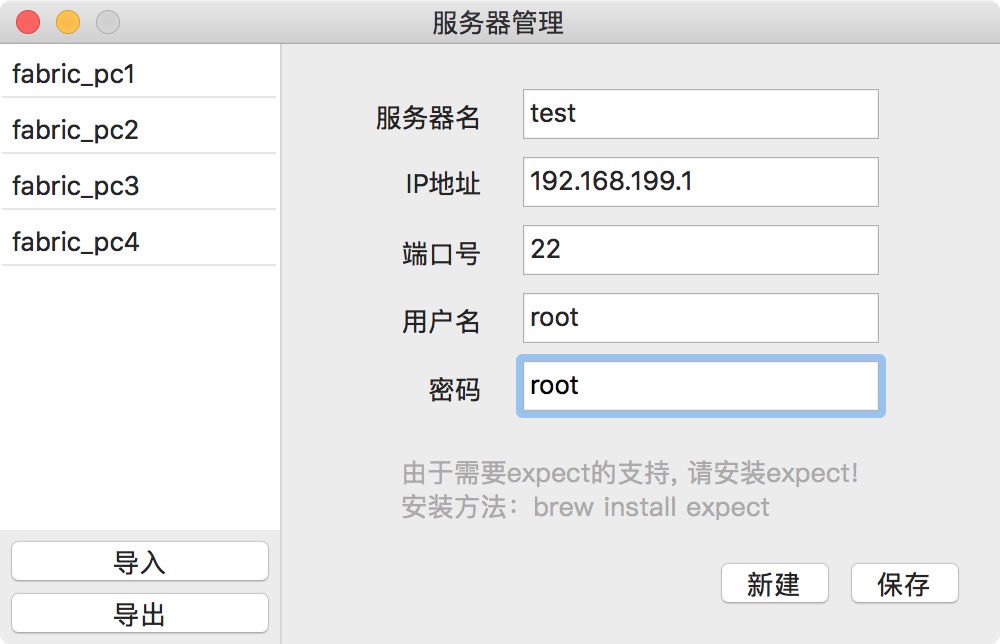 服务器管理
fabric_pc1
fabric_pc2
fabric_pc3
fabric_pc4
导入
导出
服务器名 test
IP地址 192.168.199.1
端口号 22
用户名 root
密码 root
由于需要expect的支持, 请安装expect!
安装方法：brew install expect
新建 保存